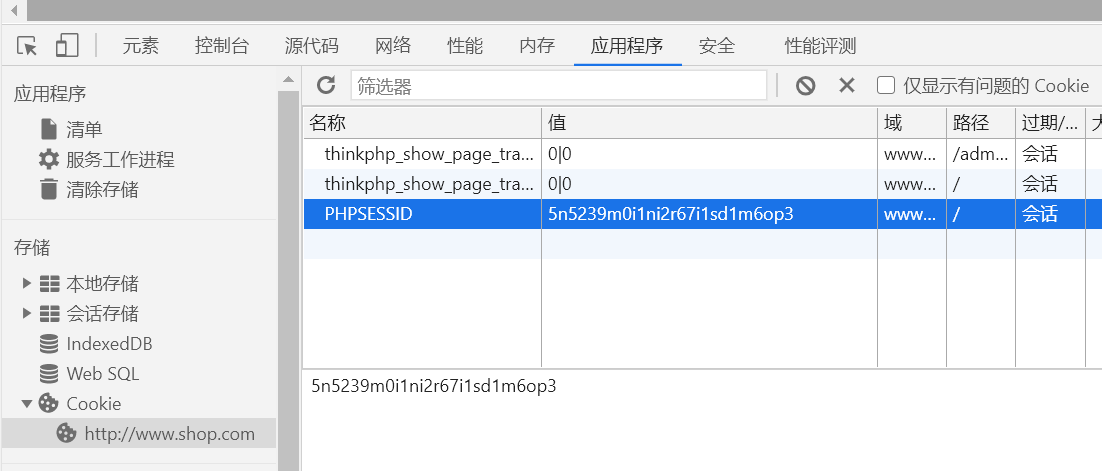 元素 控制台 源代码 网络 性能 内存 应用程序 安全 性能评测
应用程序
清单
服务工作进程
清除存储
存储
本地存储
会话存储
IndexedDB
Web SQL
Cookie
http://www.shop.com
筛选器 仅显示有问题的 Cookie
名称 值 域 路径 过期/... 大
thinkphp_show_page_tra... 0|0 www... /adm... 会话
thinkphp_show_page_tra... 0|0 www... / 会话
PHPSESSID 5n5239m0i1ni2r67i1sd1m6op3 www... / 会话
5n5239m0i1ni2r67i1sd1m6op3